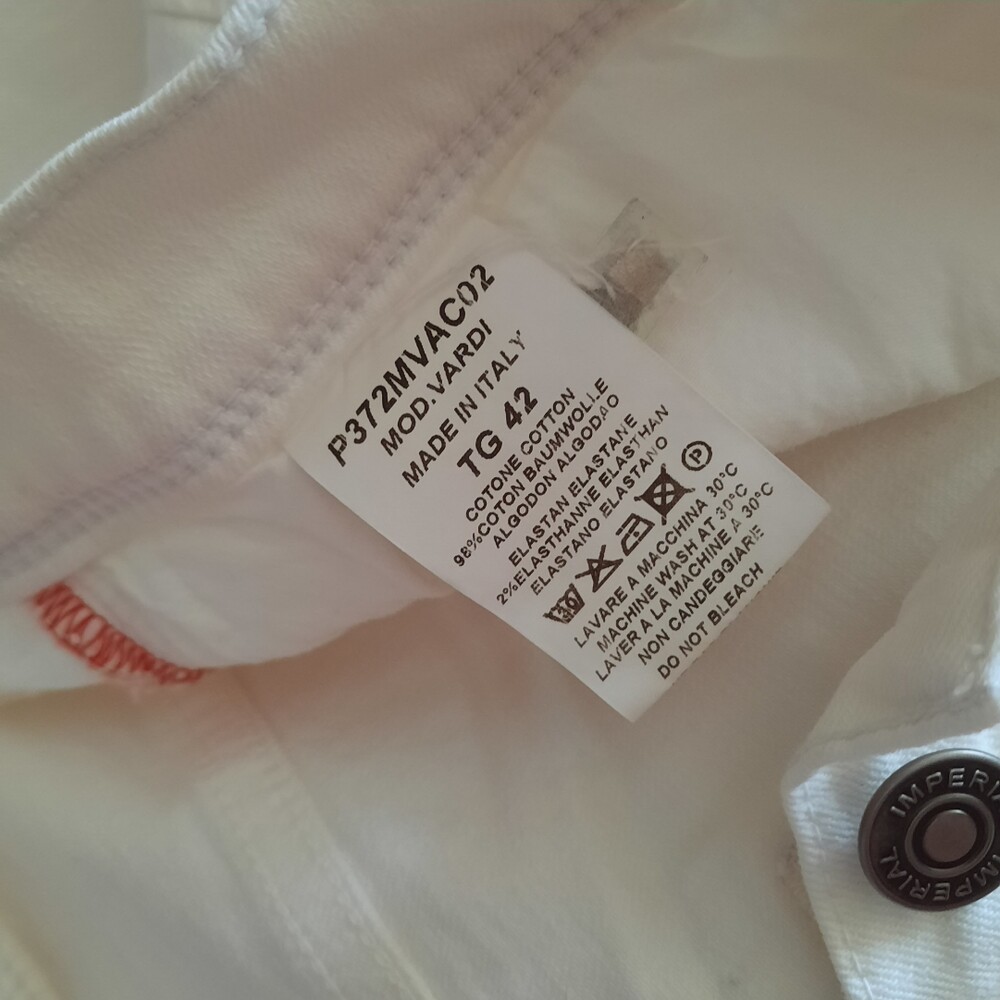 P372MVAC02
MOD.VARDI
MADE IN ITALY
TG 42
COTONE COTTON
98%COTON BAUMWOLLE
ALGODON ALGODAO
ELASTAN ELASTANE
2%ELASTHANNE ELASTHAN
ELASTANO ELASTANO
30 P
LAVARE A MACCHINA 30°C
MACHINE WASH AT 30°C
LAVER A LA MACHINE A 30°C
NON CANDEGGIARE
DO NOT BLEACH
IMPERIAL
IMPERIAL